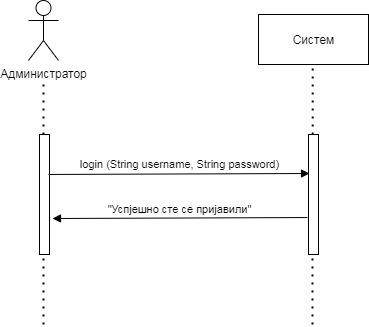 Администратор
Систем
login (String username, String password)
"Успјешно сте се пријавили"